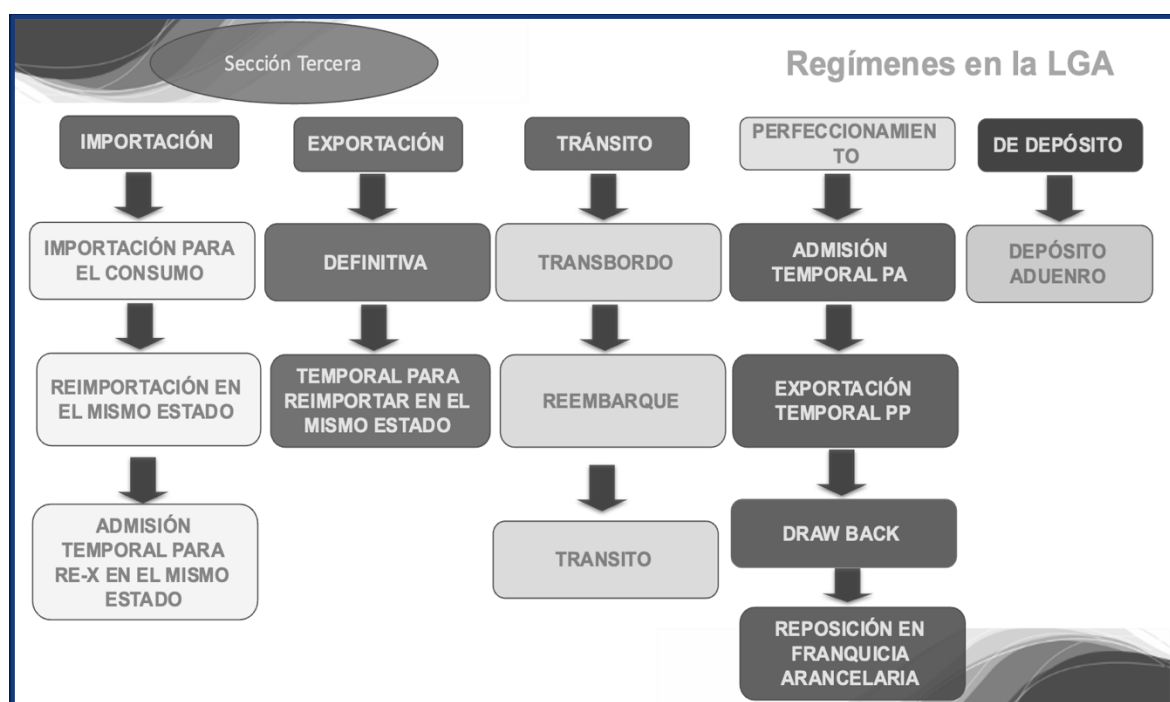 Sección Tercera
Regímenes en la LGA
IMPORTACIÓN
IMPORTACIÓN PARA
EL CONSUMO
REIMPORTACIÓN EN
EL MISMO ESTADO
ADMISIÓN
TEMPORAL PARA
RE-X EN EL MISMO
ESTADO
EXPORTACIÓN
DEFINITIVA
TEMPORAL PARA
REIMPORTAR EN EL
MISMO ESTADO
TRÁNSITO
TRANSBORDO
REEMBARQUE
TRANSITO
PERFECCIONAMIEN
TO
ADMISIÓN
TEMPORAL PA
EXPORTACIÓN
TEMPORAL PP
DRAW BACK
REPOSICIÓN EN
FRANQUICIA
ARANCELARIA
DE DEPÓSITO
DEPÓSITO
ADUENRO